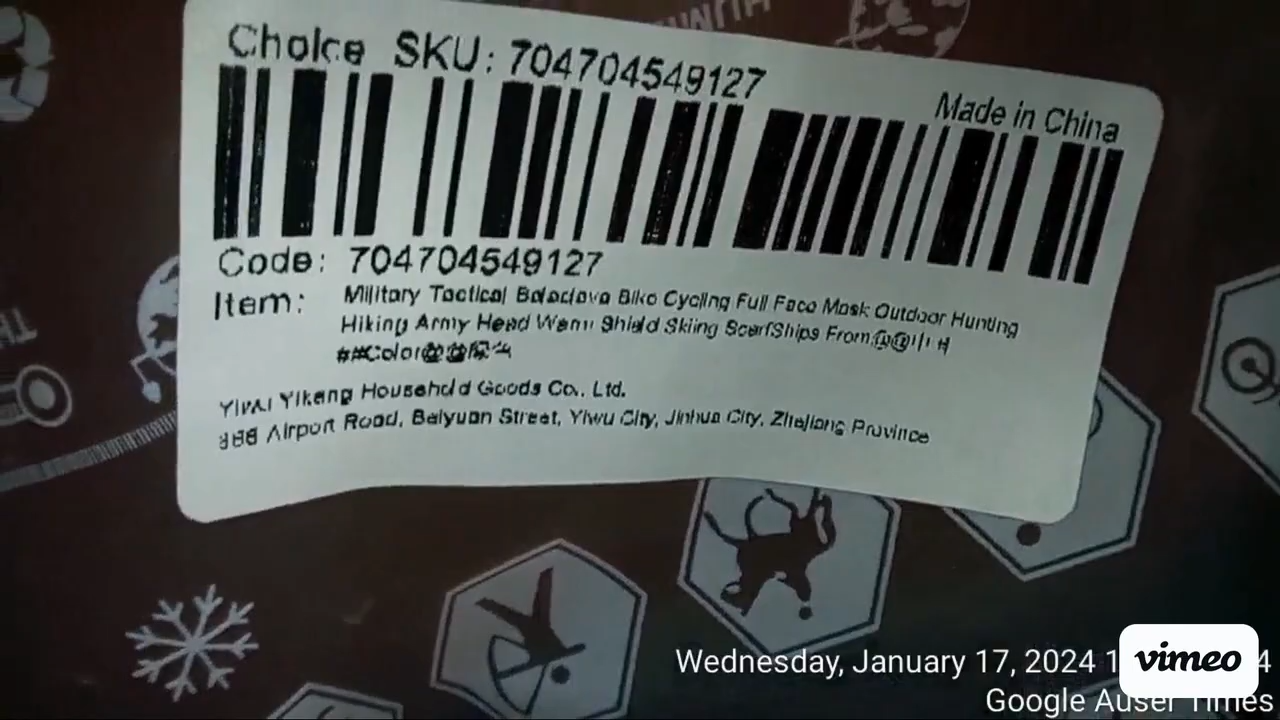 Choice SKU: 704704549127
Made in China
Code: 704704549127
Item: Military Tactical Balaclava Bike Cycling Full Face Mask Outdoor Hunting
Hiking Army Head Warm Shield Skiing ScarfShips From:@@
##Color@@
Yiwu Yikang Household Goods Co., Ltd.
Airport Road, Baiyuan Street, Yiwu City, Jinhua City, Zhejiang Province
Wednesday, January 17, 2024
vimeo
Google Auser Times